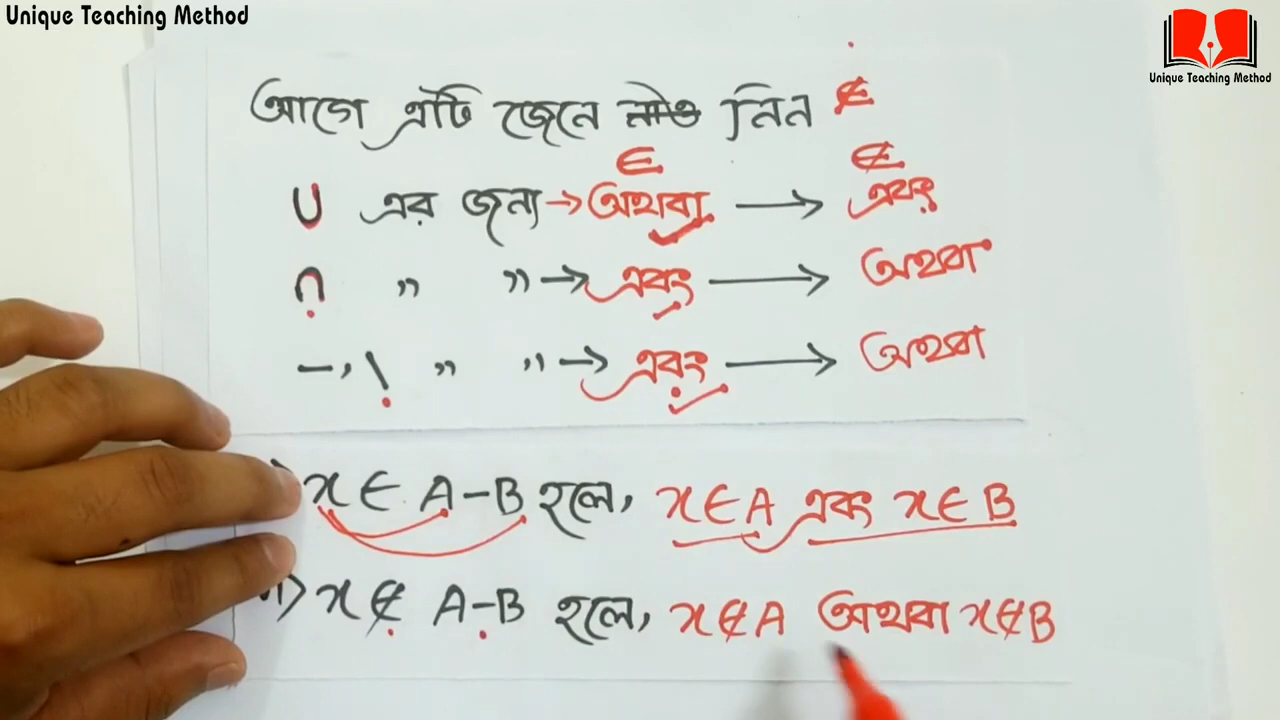 Unique Teaching Method
Unique Teaching Method
আগে এটি জেনে নাও নিন ∉
∈ ∉
∪ এর জন্য → অথবা → এবং
∩ " " → এবং → অথবা
−, \ " " → এবং → অথবা
x ∈ A − B হলে, x ∈ A এবং x ∈ B
x ∉ A − B হলে, x ∉ A অথবা x ∉ B